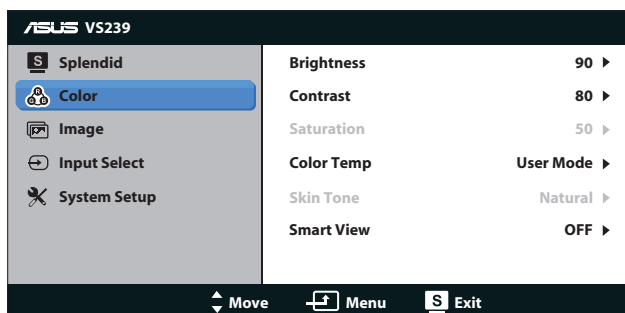 ASUS VS239
S Splendid
R G B Color
Image
Input Select
System Setup
Brightness 90
Contrast 80
Saturation 50
Color Temp User Mode
Skin Tone Natural
Smart View OFF
Move Menu S Exit